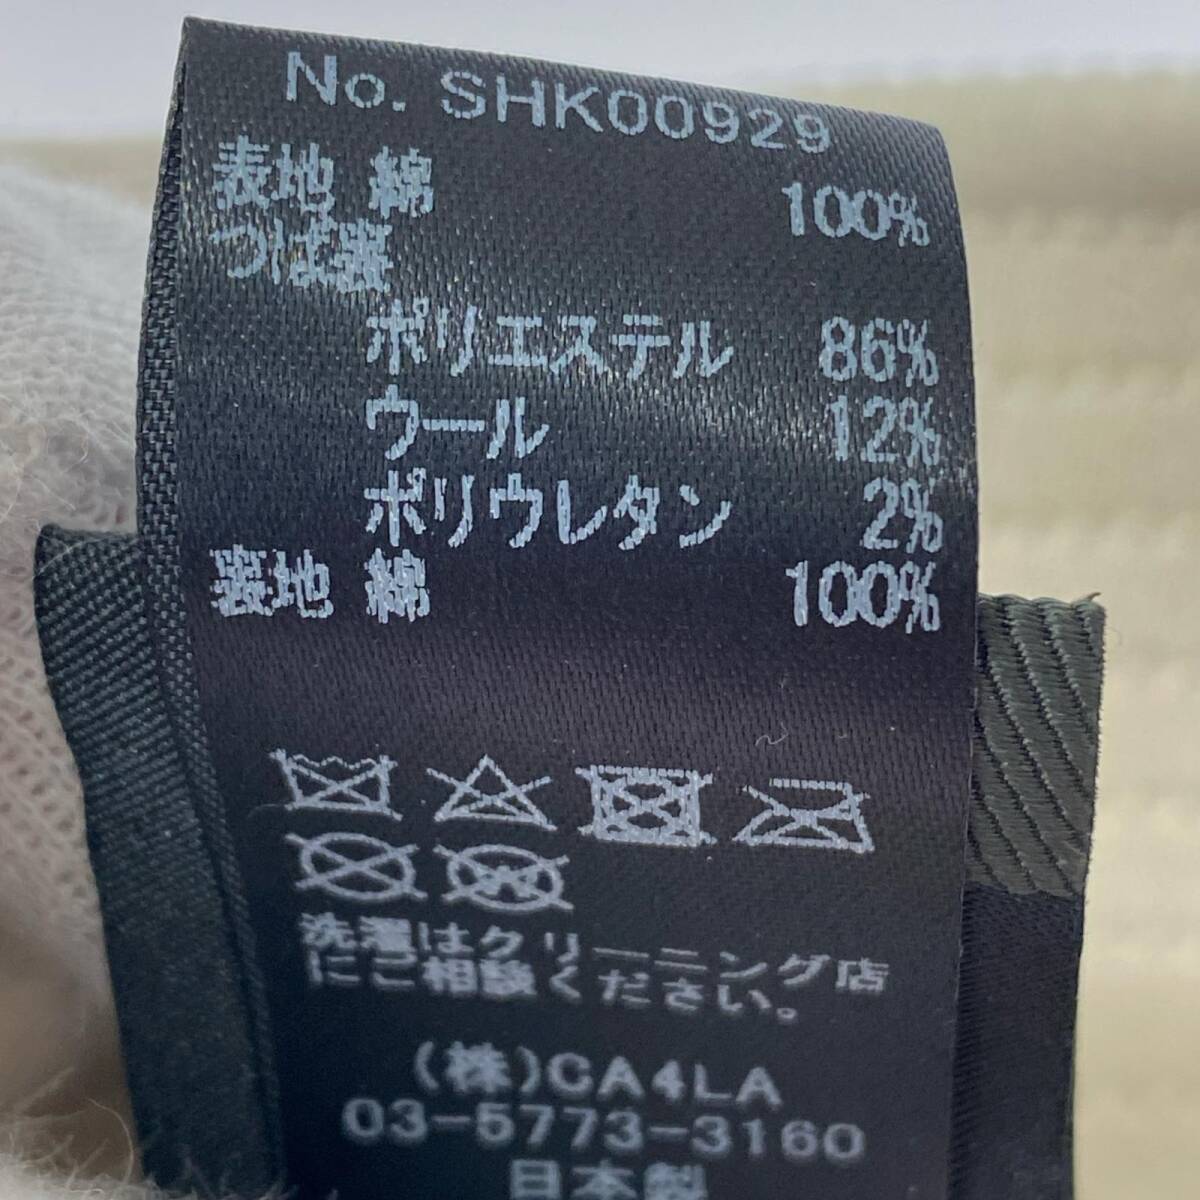 No. SHK00929
表地 綿 100%
つば裏
ポリエステル 86%
ウール 12%
ポリウレタン 2%
裏地 綿 100%
洗濯はクリーニング店
にご相談ください。
(株)CA4LA
03-5773-3160
日本製